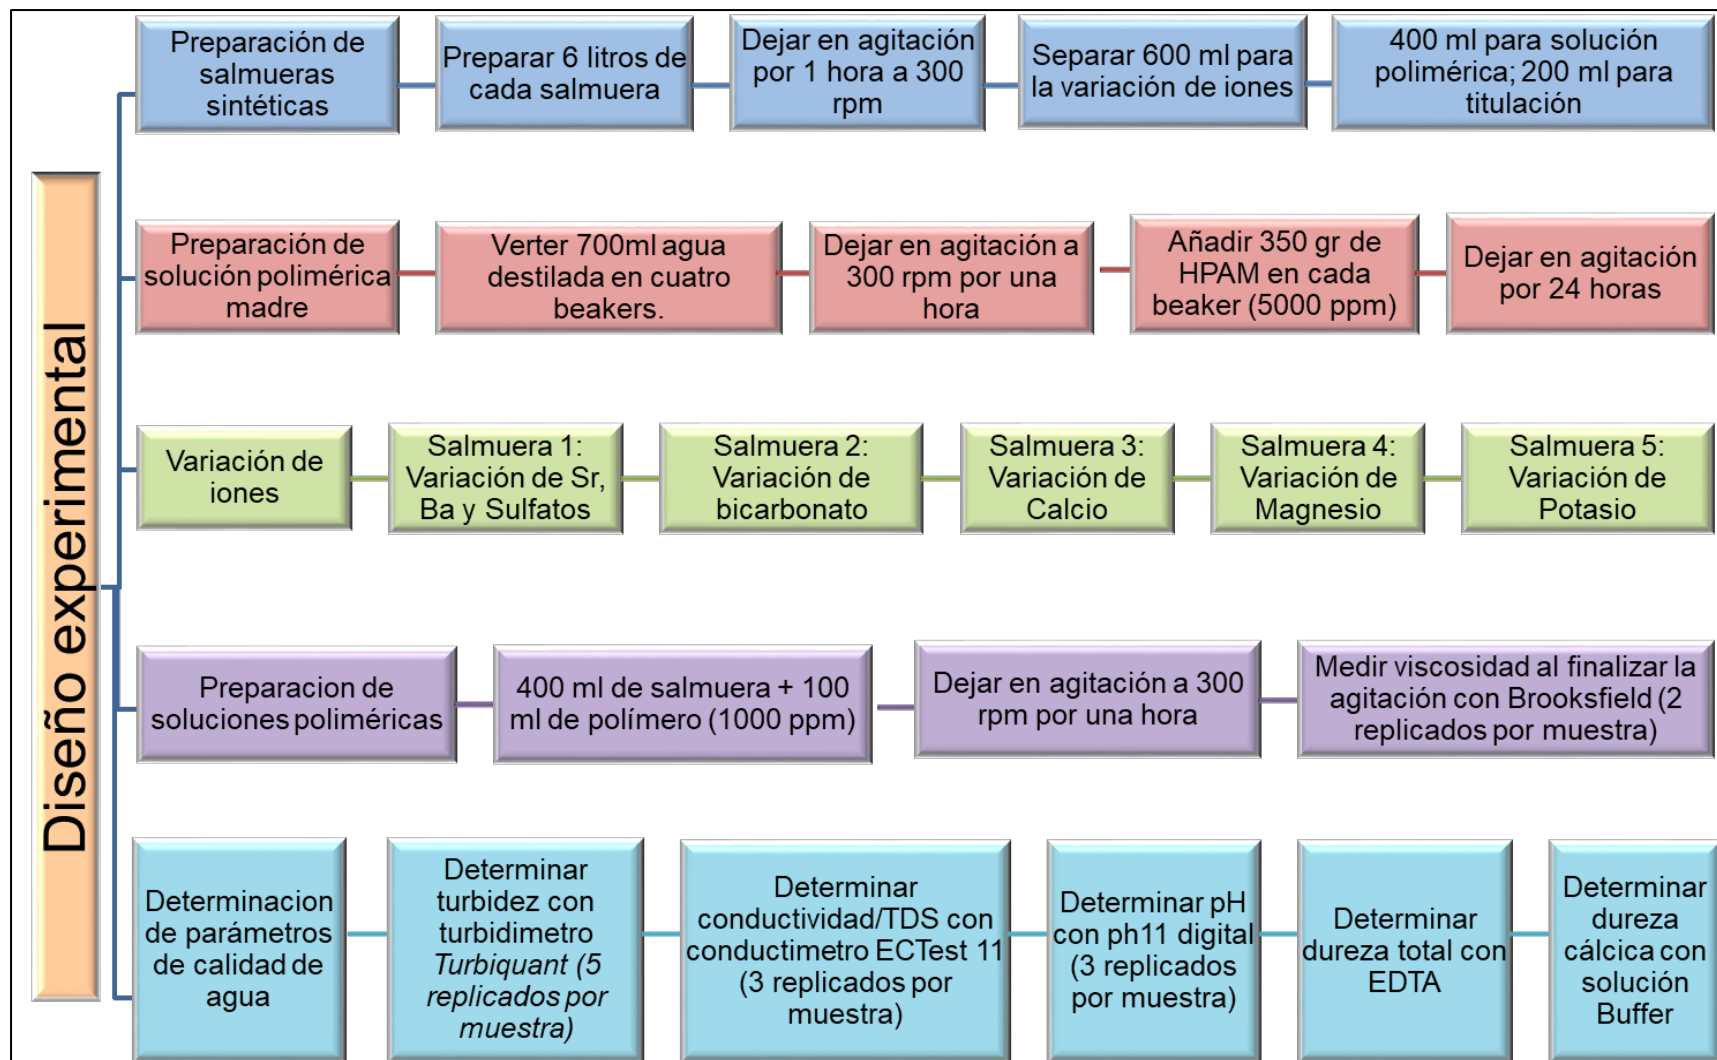 Diseño experimental
Preparación de
salmueras
sintéticas
Preparar 6 litros de
cada salmuera
Dejar en agitación
por 1 hora a 300
rpm
Separar 600 ml para
la variación de iones
400 ml para solución
polimérica; 200 ml para
titulación
Preparación de
solución polimérica
madre
Verter 700ml agua
destilada en cuatro
beakers.
Dejar en agitación a
300 rpm por una
hora
Añadir 350 gr de
HPAM en cada
beaker (5000 ppm)
Dejar en agitación
por 24 horas
Variación de
iones
Salmuera 1:
Variación de Sr,
Ba y Sulfatos
Salmuera 2:
Variación de
bicarbonato
Salmuera 3:
Variación de
Calcio
Salmuera 4:
Variación de
Magnesio
Salmuera 5:
Variación de
Potasio
Preparacion de
soluciones poliméricas
400 ml de salmuera + 100
ml de polímero (1000 ppm)
Dejar en agitación a 300
rpm por una hora
Medir viscosidad al finalizar la
agitación con Brooksfield (2
replicados por muestra)
Determinacion
de parámetros
de calidad de
agua
Determinar
turbidez con
turbidimetro
Turbiquant (5
replicados por
muestra)
Determinar
conductividad/TDS con
conductimetro ECTest 11
(3 replicados por
muestra)
Determinar pH
con ph11 digital
(3 replicados
por muestra)
Determinar
dureza total con
EDTA
Determinar
dureza
cálcica con
solución
Buffer